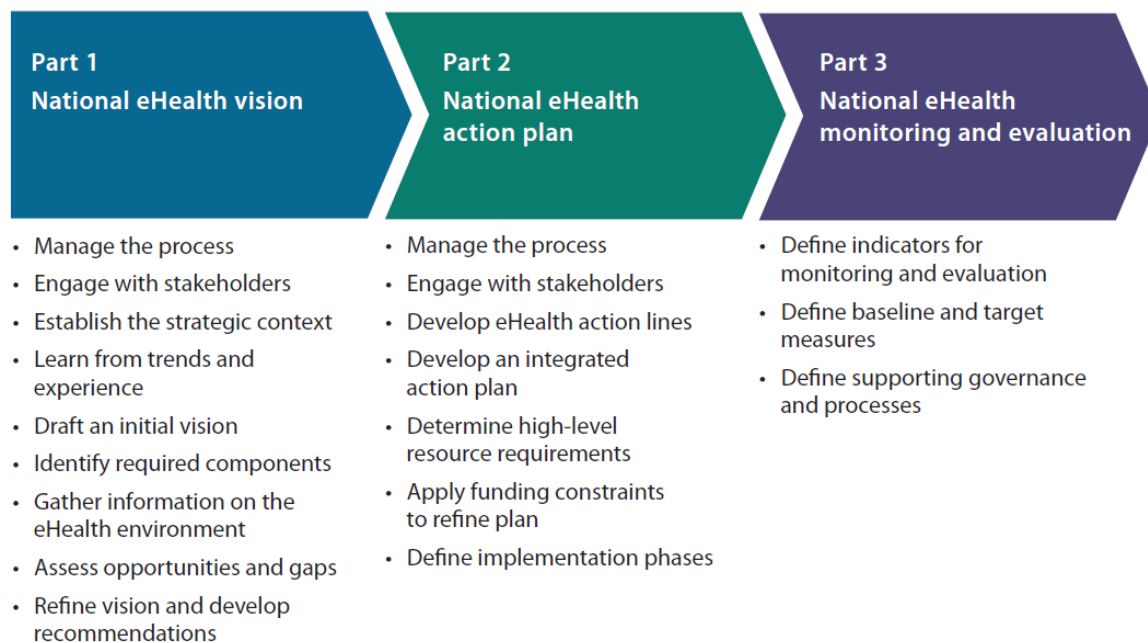 Part 1
National eHealth vision
• Manage the process
• Engage with stakeholders
• Establish the strategic context
• Learn from trends and
experience
• Draft an initial vision
• Identify required components
• Gather information on the
eHealth environment
• Assess opportunities and gaps
• Refine vision and develop
recommendations
Part 2
National eHealth
action plan
• Manage the process
• Engage with stakeholders
• Develop eHealth action lines
• Develop an integrated
action plan
• Determine high-level
resource requirements
• Apply funding constraints
to refine plan
• Define implementation phases
Part 3
National eHealth
monitoring and evaluation
• Define indicators for
monitoring and evaluation
• Define baseline and target
measures
• Define supporting governance
and processes